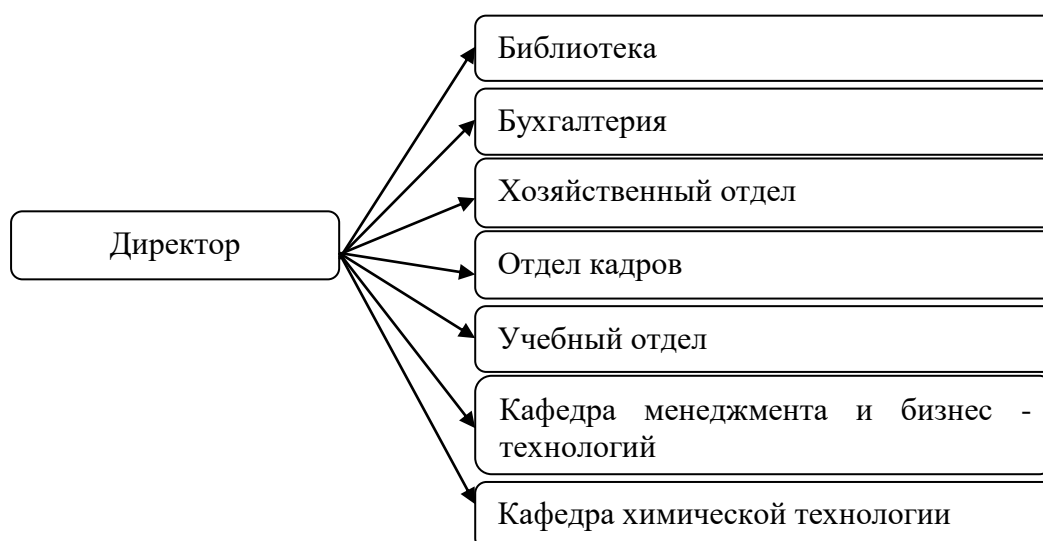 Библиотека
Бухгалтерия
Хозяйственный отдел
Директор
Отдел кадров
Учебный отдел
Кафедра менеджмента и бизнес -
технологий
Кафедра химической технологии